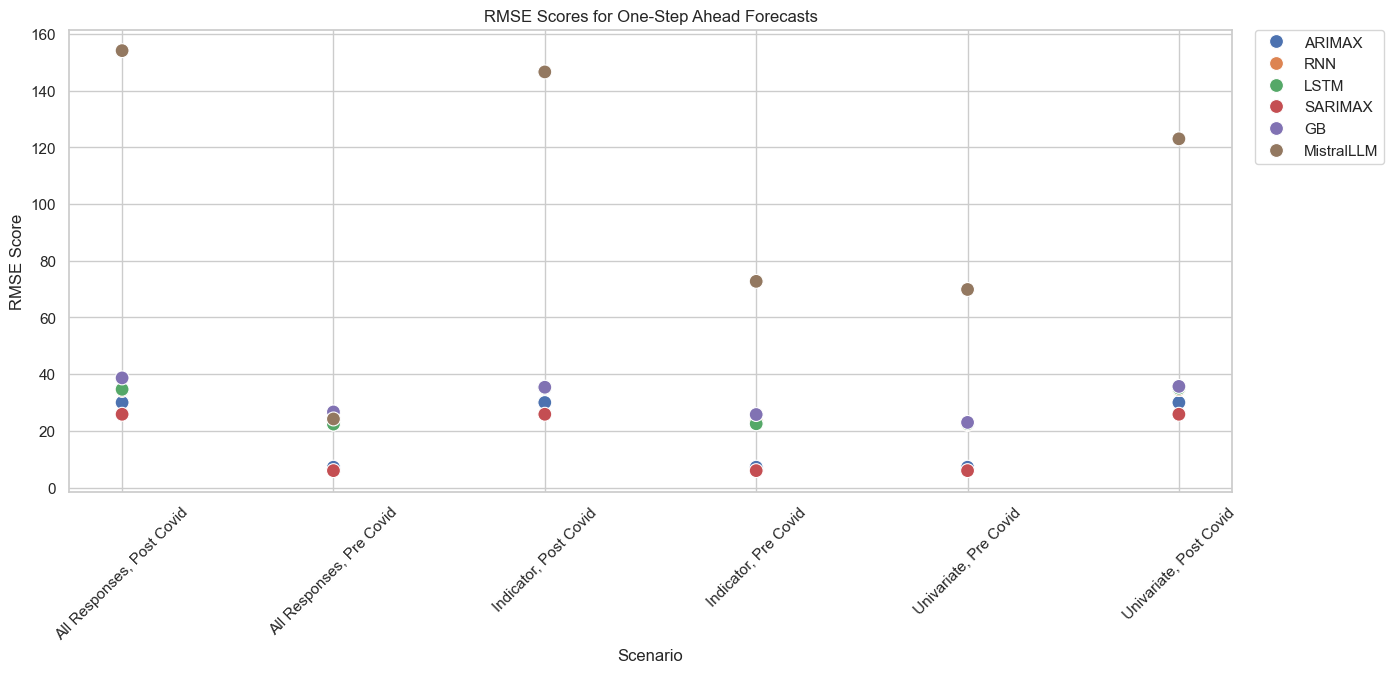 RMSE Scores for One-Step Ahead Forecasts
160
140
120
100
80
60
40
20
0
RMSE Score
All Responses, Post Covid
All Responses, Pre Covid
Indicator, Post Covid
Indicator, Pre Covid
Univariate, Pre Covid
Univariate, Post Covid
Scenario
ARIMAX
RNN
LSTM
SARIMAX
GB
MistralLLM